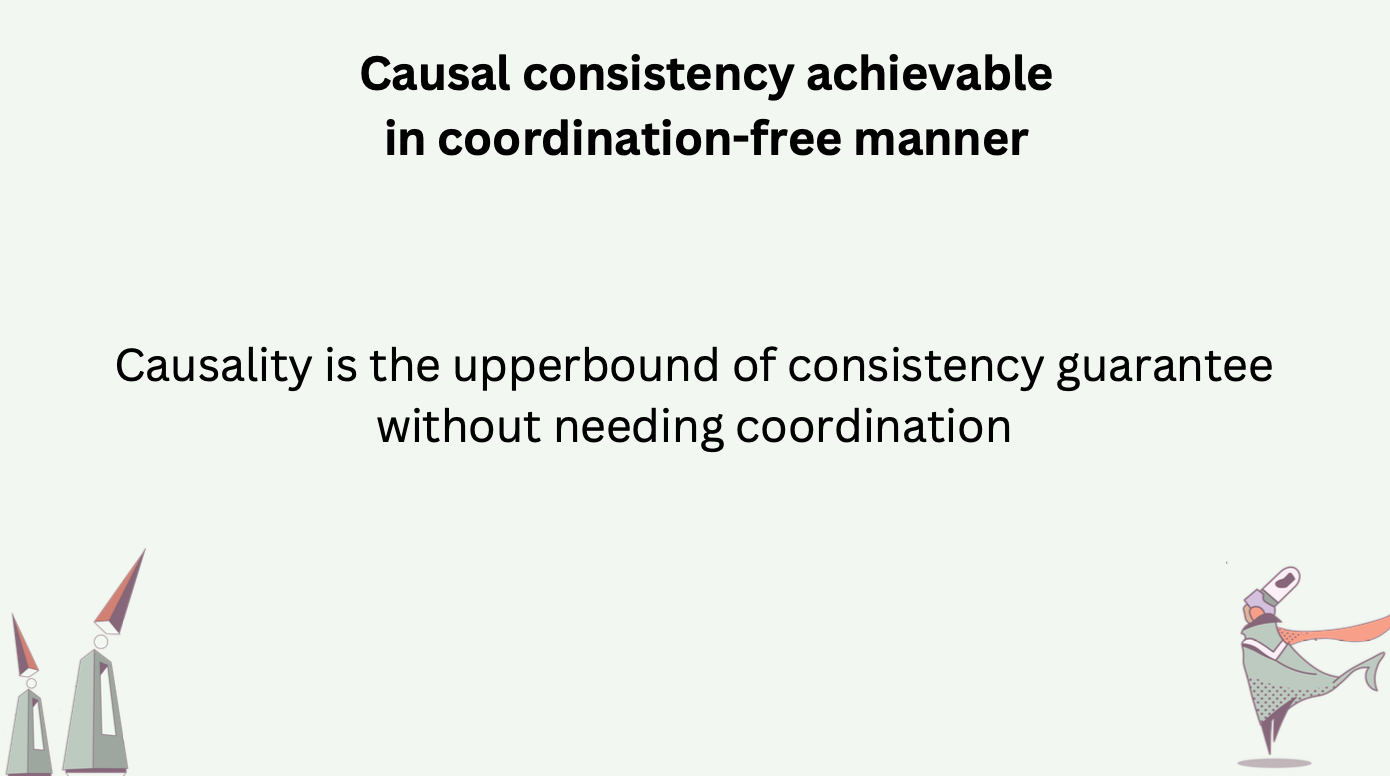 Causal consistency achievable
in coordination-free manner
Causality is the upperbound of consistency guarantee
without needing coordination